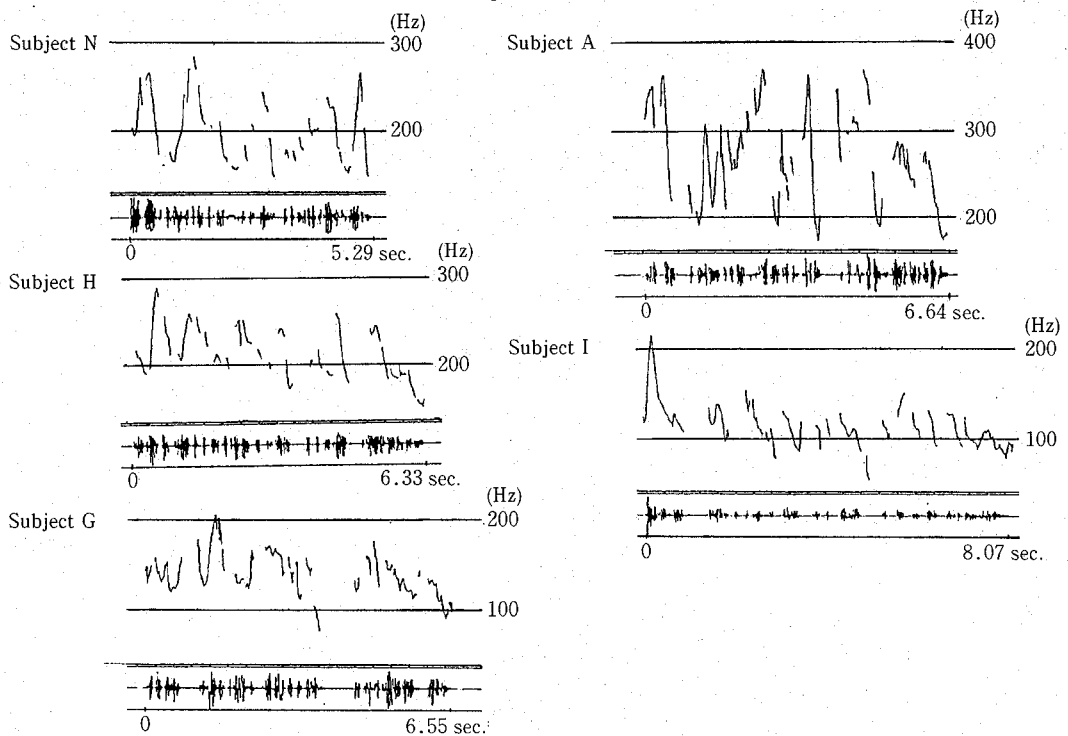 (Hz)
Subject N
300
200
0
5.29 sec.
(Hz)
Subject H
300
200
0
6.33 sec.
(Hz)
Subject G
200
100
0
6.55 sec.
(Hz)
Subject A
400
300
200
0
6.64 sec.
(Hz)
Subject I
200
100
0
8.07 sec.